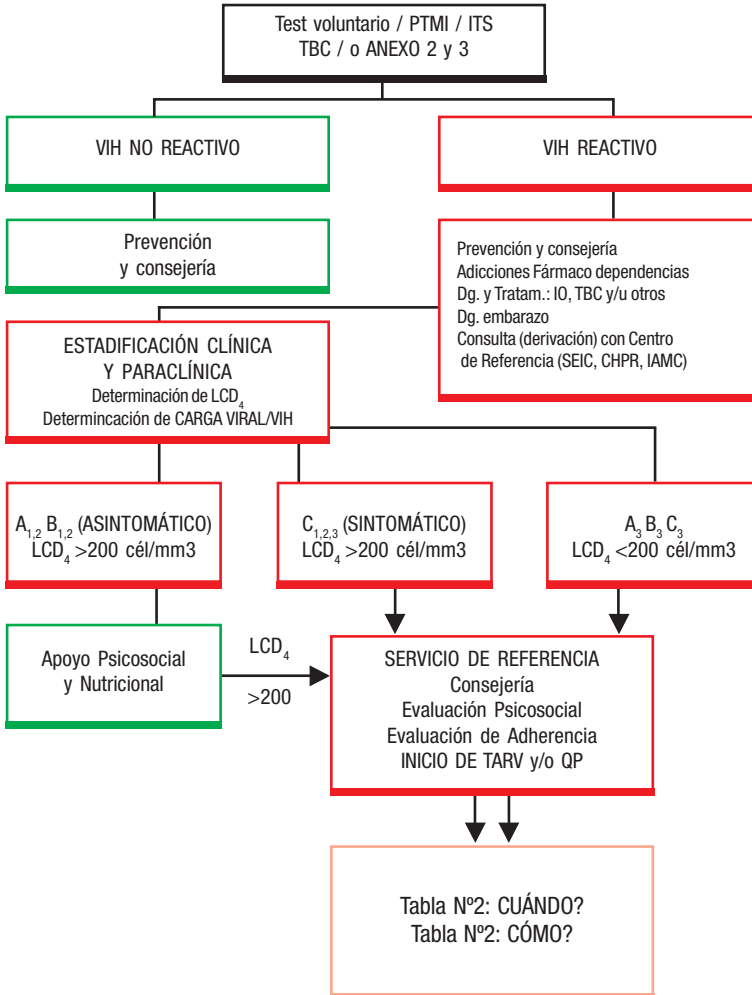 Test voluntario / PTMI / ITS
TBC / o ANEXO 2 y 3
VIH NO REACTIVO
VIH REACTIVO
Prevención
y consejería
Prevención y consejería
Adicciones Fármaco dependencias
Dg. y Tratam.: IO, TBC y/u otros
Dg. embarazo
Consulta (derivación) con Centro
de Referencia (SEIC, CHPR, IAMC)
ESTADIFICACIÓN CLÍNICA
Y PARACLÍNICA
Determinación de LCD4
Determincación de CARGA VIRAL/VIH
A1,2 B1,2 (ASINTOMÁTICO)
LCD4 >200 cél/mm3
C1,2,3 (SINTOMÁTICO)
LCD4 >200 cél/mm3
A3 B3 C3
LCD4 <200 cél/mm3
Apoyo Psicosocial
y Nutricional
LCD4
>200
SERVICIO DE REFERENCIA
Consejería
Evaluación Psicosocial
Evaluación de Adherencia
INICIO DE TARV y/o QP
Tabla Nº2: CUÁNDO?
Tabla Nº2: CÓMO?